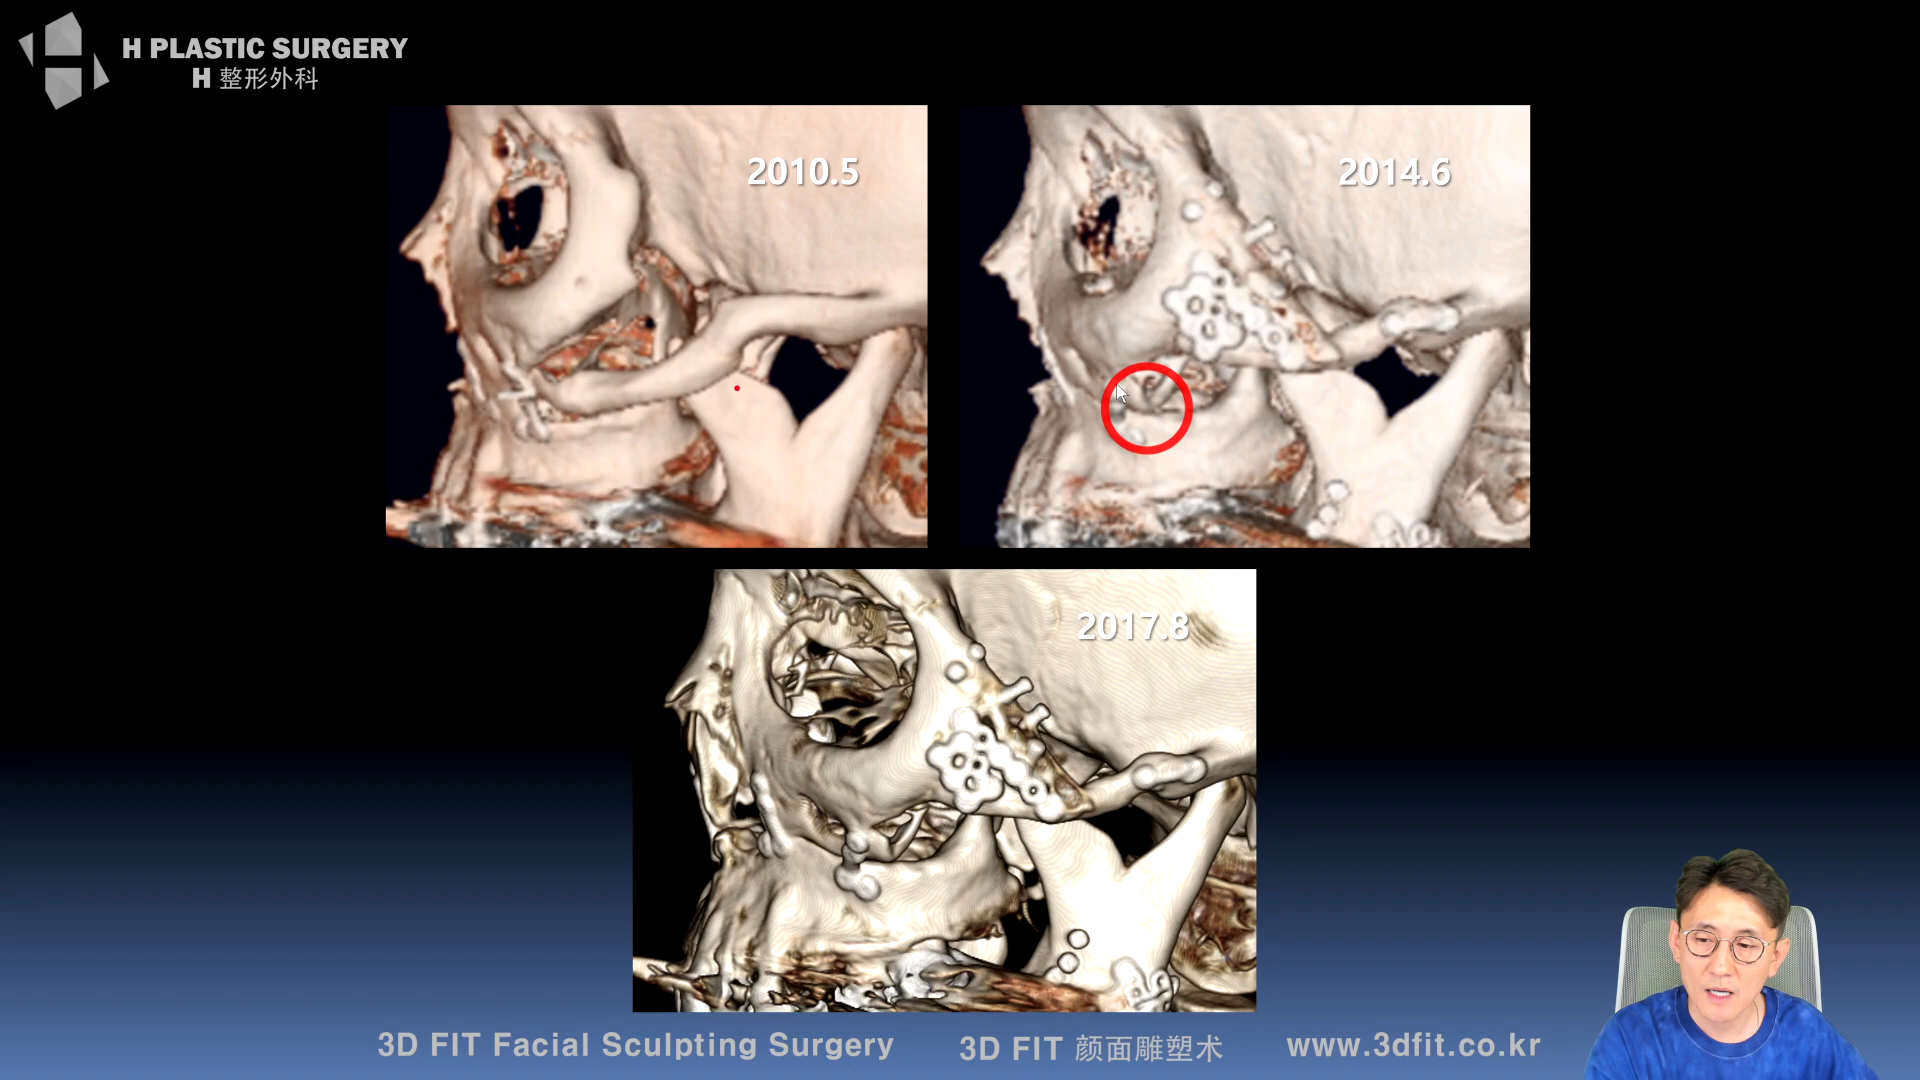 H PLASTIC SURGERY
H 整形外科
2010.5
2014.6
2017.8
3D FIT Facial Sculpting Surgery
3D FIT 颜面雕塑术
www.3dfit.co.kr